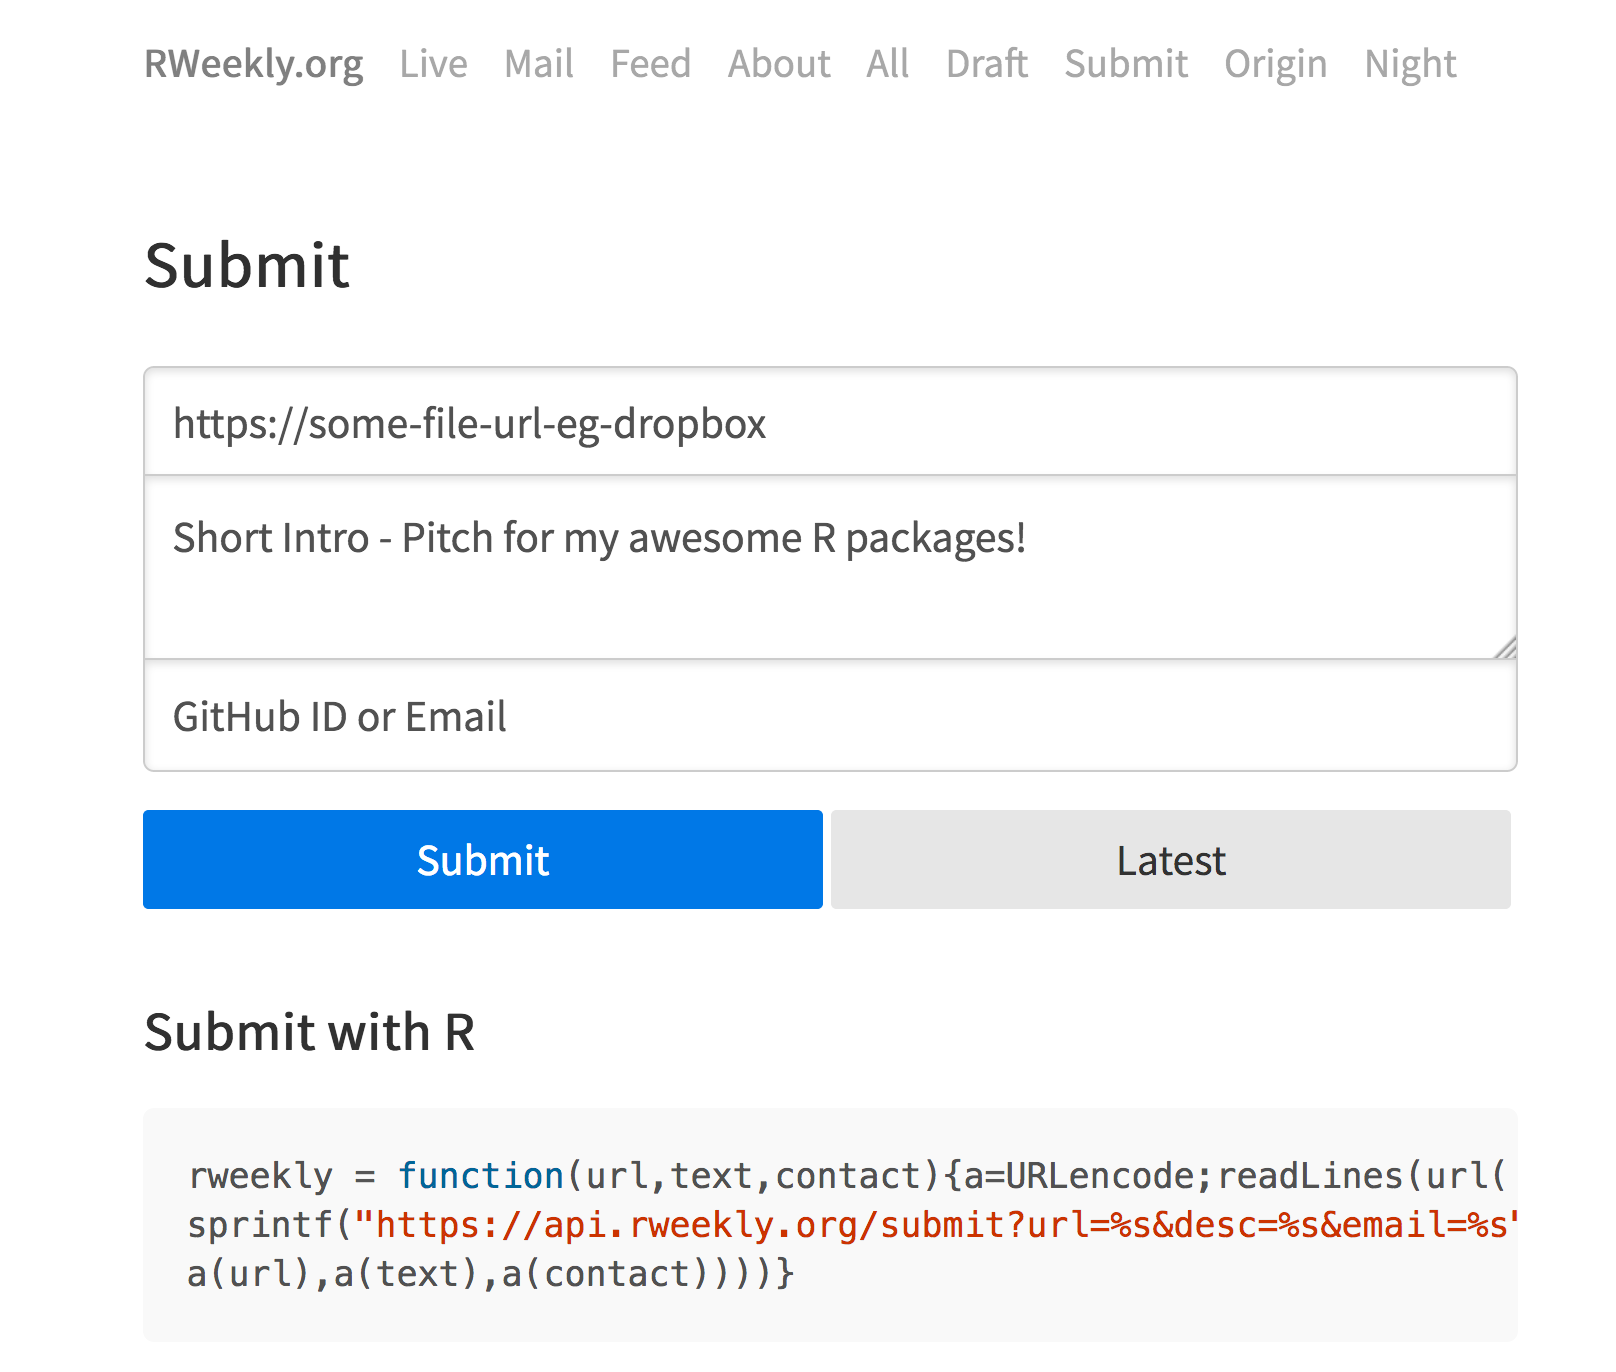 RWeekly.org Live Mail Feed About All Draft Submit Origin Night
Submit
https://some-file-url-eg-dropbox
Short Intro - Pitch for my awesome R packages!
GitHub ID or Email
Submit Latest
Submit with R
rweekly = function(url,text,contact){a=URLencode;readLines(url(
sprintf("https://api.rweekly.org/submit?url=%s&desc=%s&email=%s"
a(url),a(text),a(contact))))}